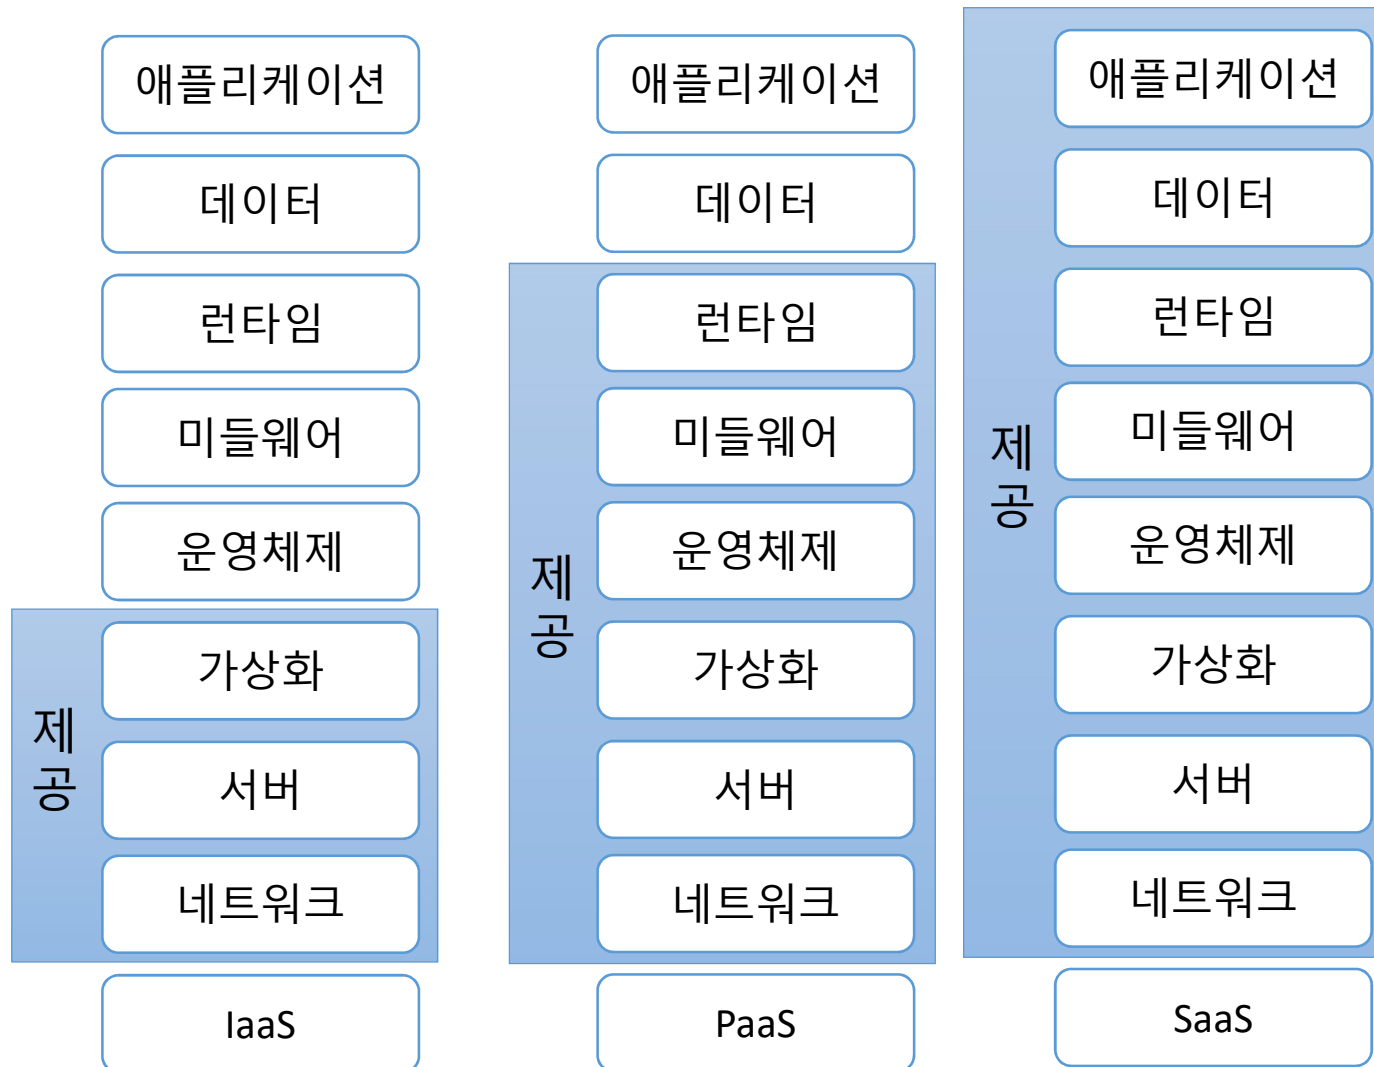 애플리케이션
데이터
런타임
미들웨어
운영체제
제
공
가상화
서버
네트워크
IaaS
애플리케이션
데이터
제
공
런타임
미들웨어
운영체제
가상화
서버
네트워크
PaaS
제
공
애플리케이션
데이터
런타임
미들웨어
운영체제
가상화
서버
네트워크
SaaS